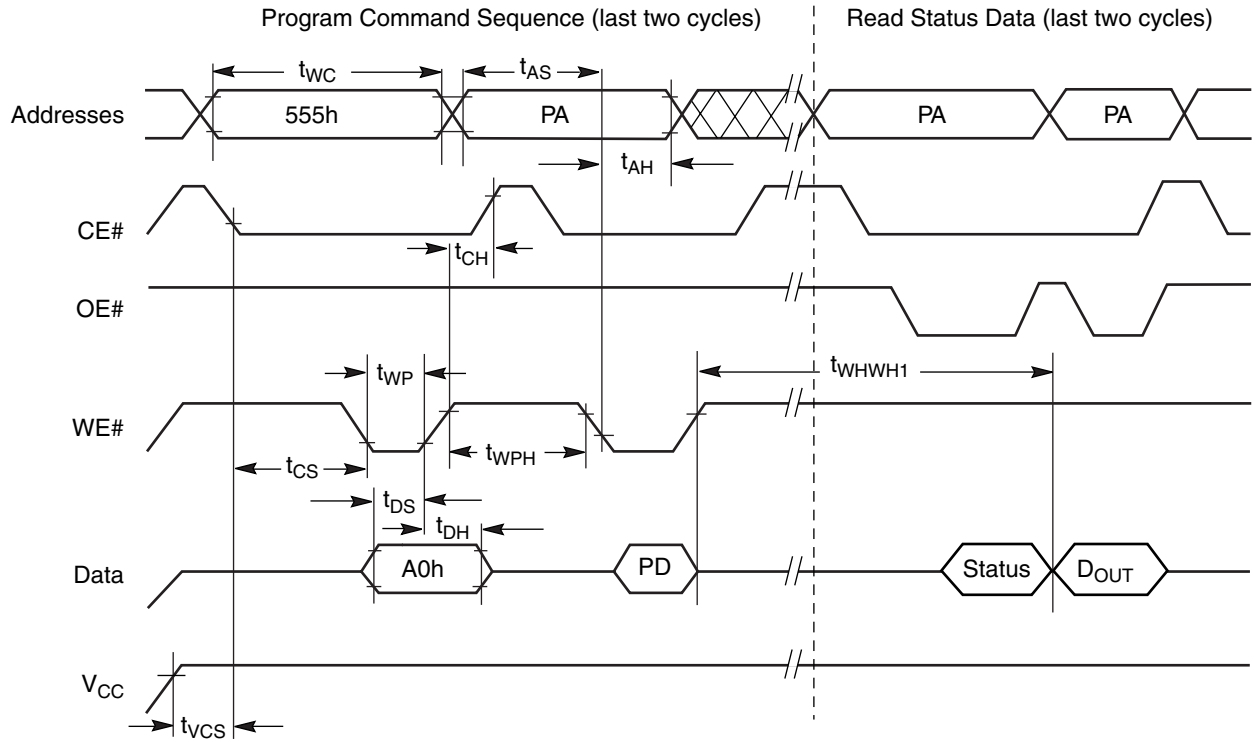 Program Command Sequence (last two cycles)
Read Status Data (last two cycles)
tWC
tAS
Addresses
555h
PA
PA
PA
tAH
CE#
tCH
OE#
tWHWH1
tWP
WE#
tWPH
tCS
tDS
tDH
Data
A0h
PD
Status
DOUT
VCC
tVCS